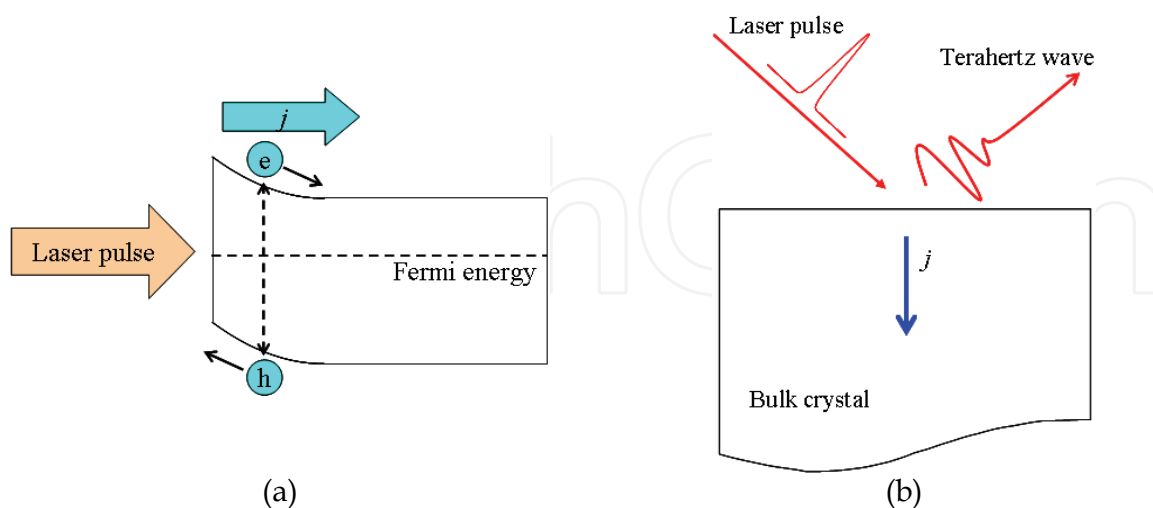 j
e
Laser pulse
Fermi energy
h
(a)
Laser pulse
Terahertz wave
j
Bulk crystal
(b)